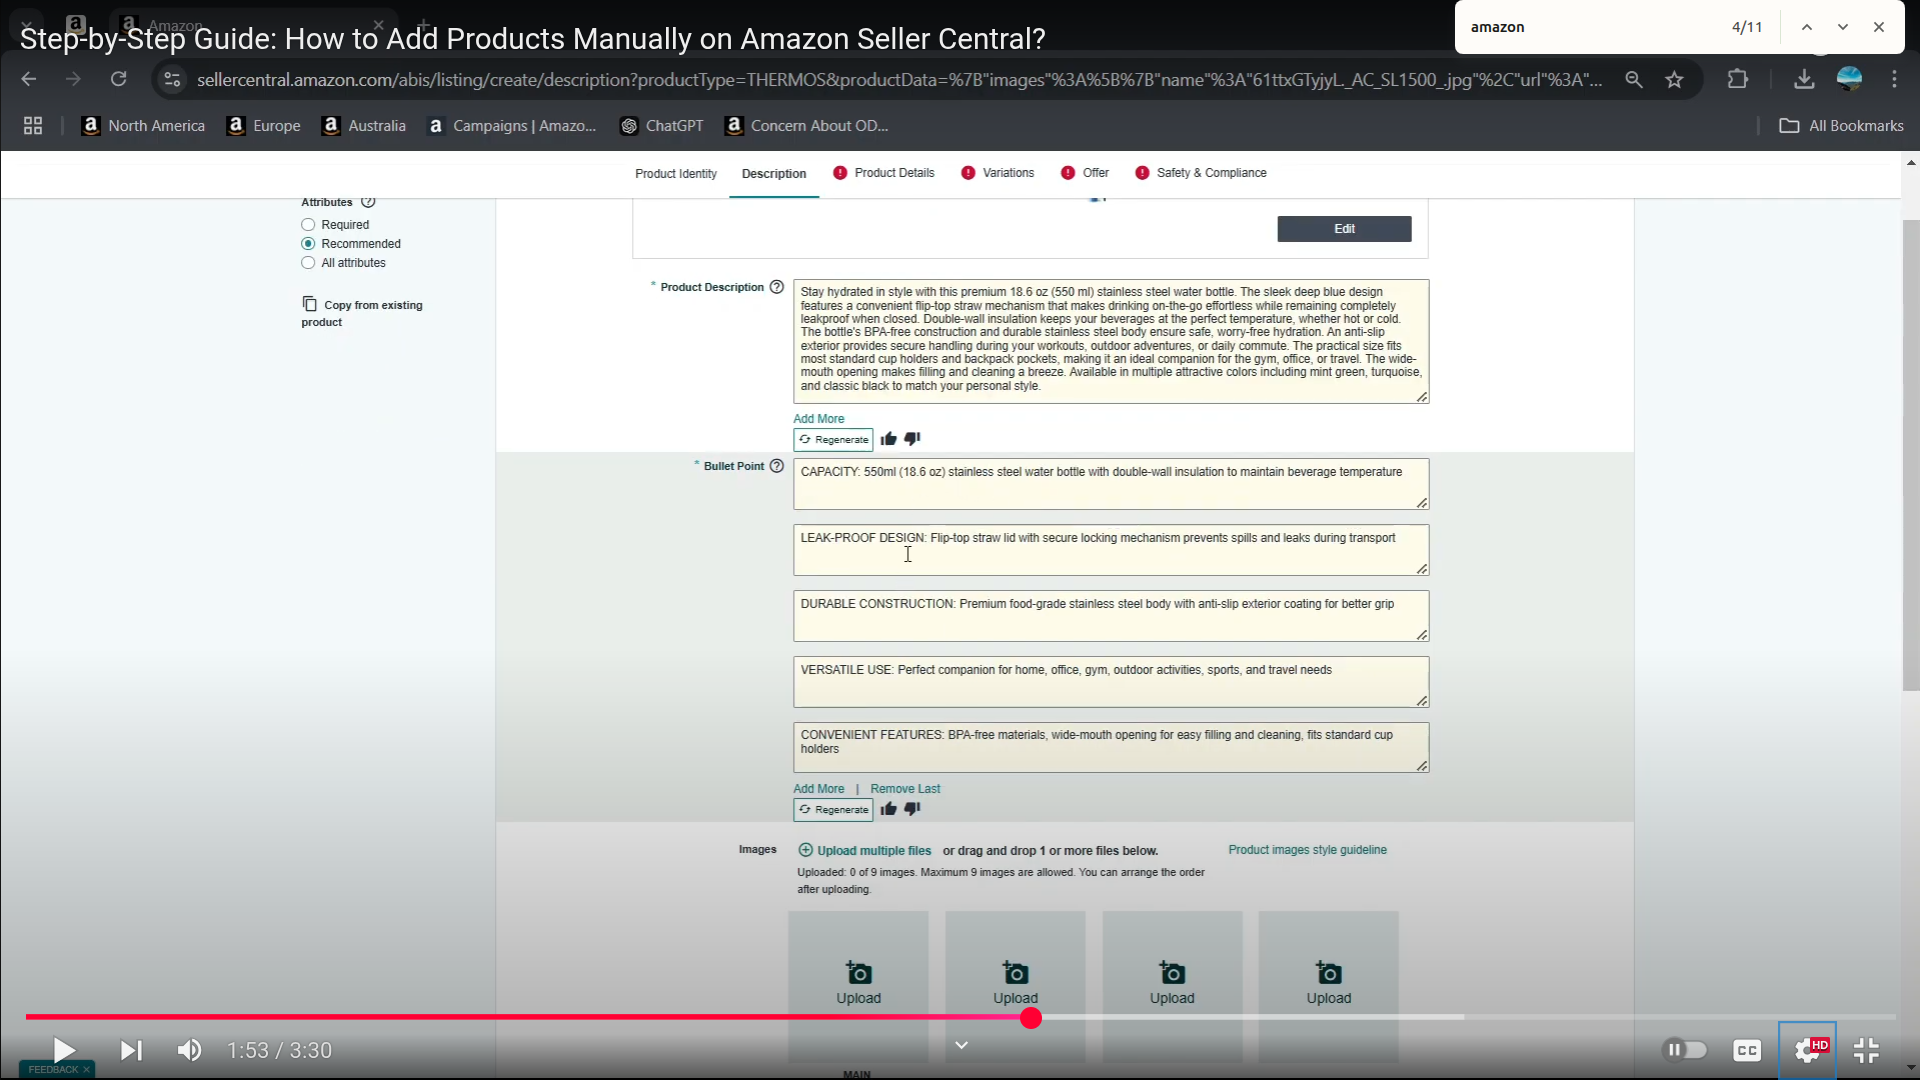 Amazon
Step-by-Step Guide: How to Add Products Manually on Amazon Seller Central?
amazon 4/11
sellercentral.amazon.com/abis/listing/create/description?productType=THERMOS&productData=%7B"images"%3A%5B%7B"name"%3A"61ttxGTyjyL._AC_SL1500_.jpg"%2C"url"%3A"...
North America Europe Australia Campaigns | Amazo... ChatGPT Concern About OD... All Bookmarks
Product Identity Description Product Details Variations Offer Safety & Compliance
Attributes
Required
Recommended
All attributes
Copy from existing
product
Edit
* Product Description
Stay hydrated in style with this premium 18.6 oz (550 ml) stainless steel water bottle. The sleek deep blue design
features a convenient flip-top straw mechanism that makes drinking on-the-go effortless while remaining completely
leakproof when closed. Double-wall insulation keeps your beverages at the perfect temperature, whether hot or cold.
The bottle's BPA-free construction and durable stainless steel body ensure safe, worry-free hydration. An anti-slip
exterior provides secure handling during your workouts, outdoor adventures, or daily commute. The practical size fits
most standard cup holders and backpack pockets, making it an ideal companion for the gym, office, or travel. The wide-
mouth opening makes filling and cleaning a breeze. Available in multiple attractive colors including mint green, turquoise,
and classic black to match your personal style.
Add More
Regenerate
* Bullet Point
CAPACITY: 550ml (18.6 oz) stainless steel water bottle with double-wall insulation to maintain beverage temperature
LEAK-PROOF DESIGN: Flip-top straw lid with secure locking mechanism prevents spills and leaks during transport
DURABLE CONSTRUCTION: Premium food-grade stainless steel body with anti-slip exterior coating for better grip
VERSATILE USE: Perfect companion for home, office, gym, outdoor activities, sports, and travel needs
CONVENIENT FEATURES: BPA-free materials, wide-mouth opening for easy filling and cleaning, fits standard cup
holders
Add More | Remove Last
Regenerate
Images
Upload multiple files or drag and drop 1 or more files below. Product images style guideline
Uploaded: 0 of 9 images. Maximum 9 images are allowed. You can arrange the order
after uploading.
Upload Upload Upload Upload
1:53 / 3:30
CC HD
FEEDBACK
MAIN